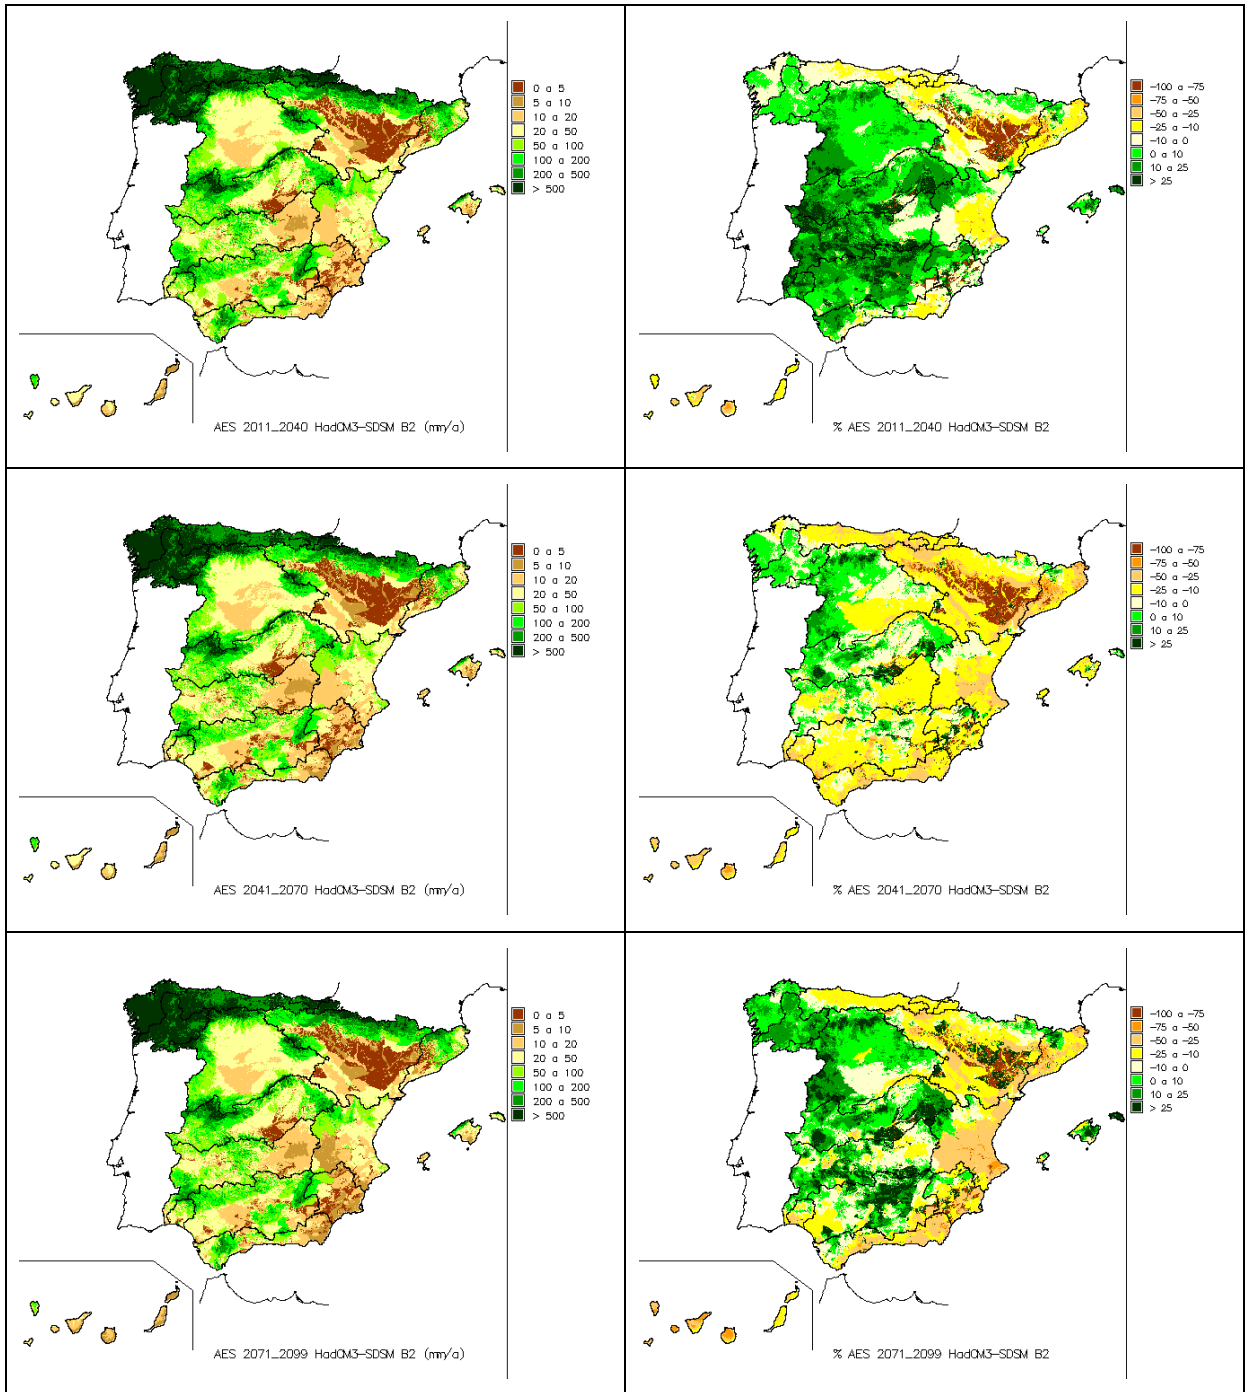 0 a 5
5 a 10
10 a 20
20 a 50
50 a 100
100 a 200
200 a 500
> 500
AES 2011_2040 HadCM3-SDSM B2 (mm/a)
-100 a -75
-75 a -50
-50 a -25
-25 a -10
-10 a 0
0 a 10
10 a 25
> 25
% AES 2011_2040 HadCM3-SDSM B2
0 a 5
5 a 10
10 a 20
20 a 50
50 a 100
100 a 200
200 a 500
> 500
AES 2041_2070 HadCM3-SDSM B2 (mm/a)
-100 a -75
-75 a -50
-50 a -25
-25 a -10
-10 a 0
0 a 10
10 a 25
> 25
% AES 2041_2070 HadCM3-SDSM B2
0 a 5
5 a 10
10 a 20
20 a 50
50 a 100
100 a 200
200 a 500
> 500
AES 2071_2099 HadCM3-SDSM B2 (mm/a)
-100 a -75
-75 a -50
-50 a -25
-25 a -10
-10 a 0
0 a 10
10 a 25
> 25
% AES 2071_2099 HadCM3-SDSM B2